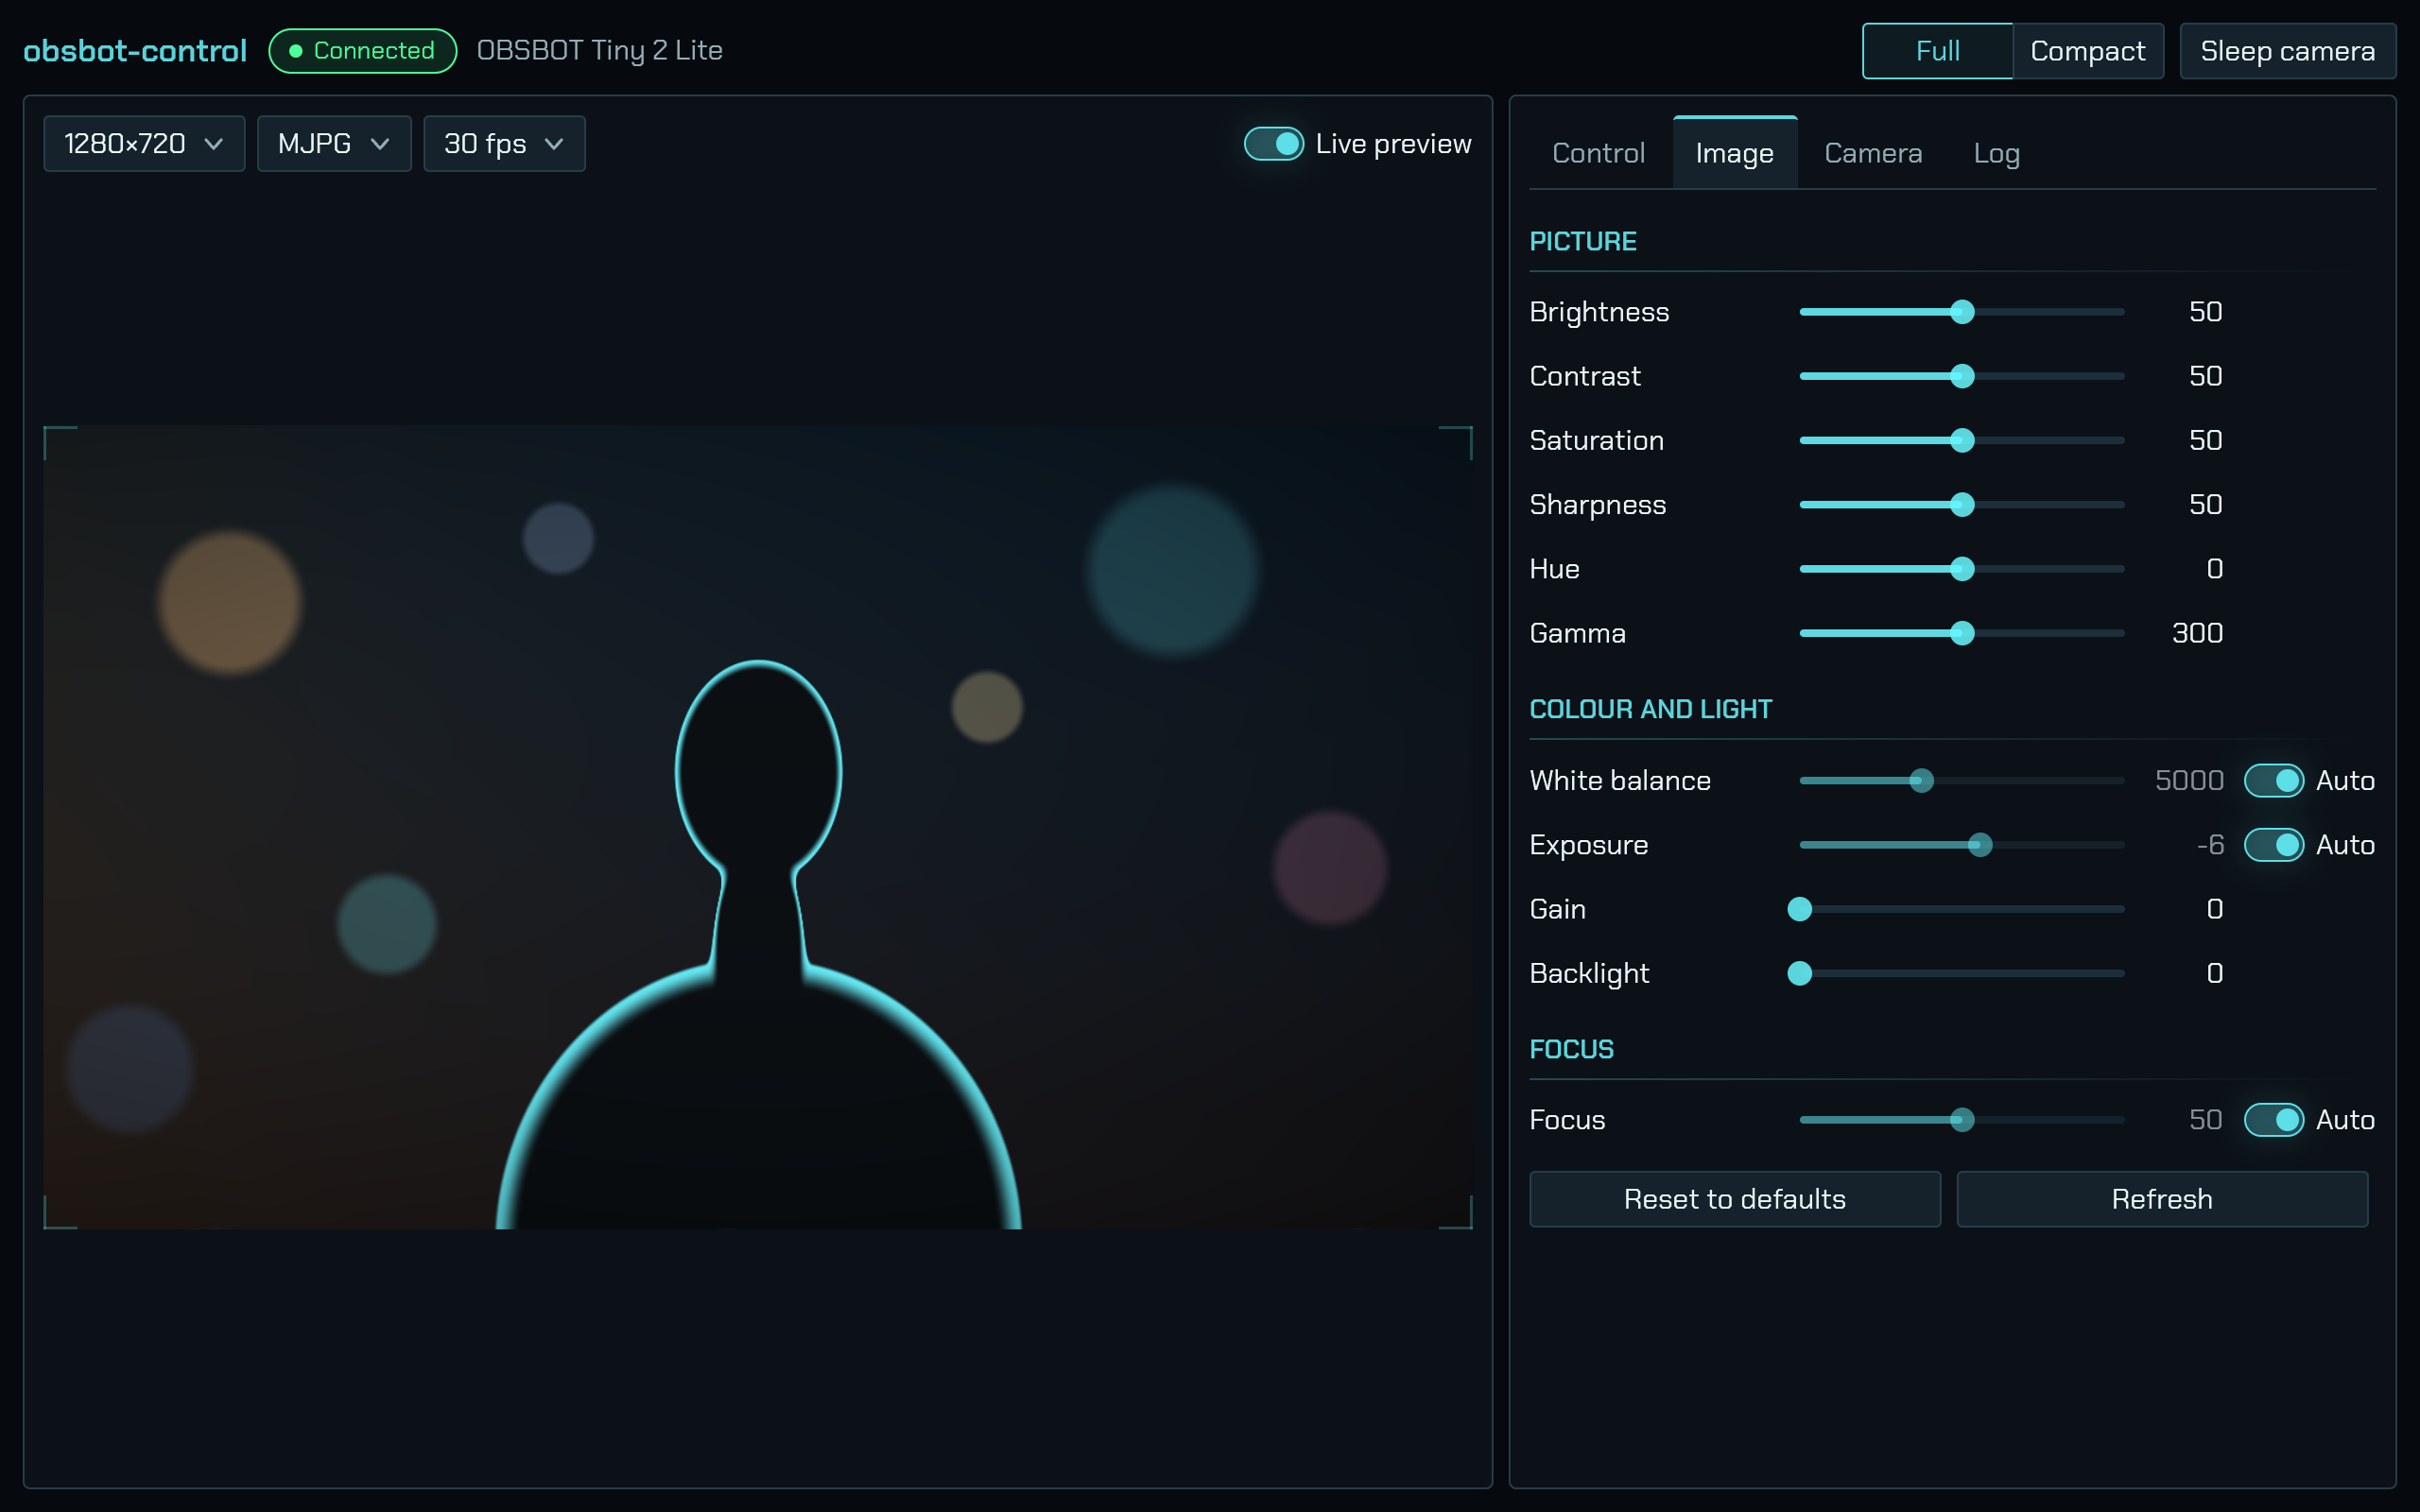 obsbot-control Connected OBSBOT Tiny 2 Lite Full Compact Sleep camera
1280×720 MJPG 30 fps Live preview
Control Image Camera Log
PICTURE
Brightness 50
Contrast 50
Saturation 50
Sharpness 50
Hue 0
Gamma 300
COLOUR AND LIGHT
White balance 5000 Auto
Exposure -6 Auto
Gain 0
Backlight 0
FOCUS
Focus 50 Auto
Reset to defaults Refresh